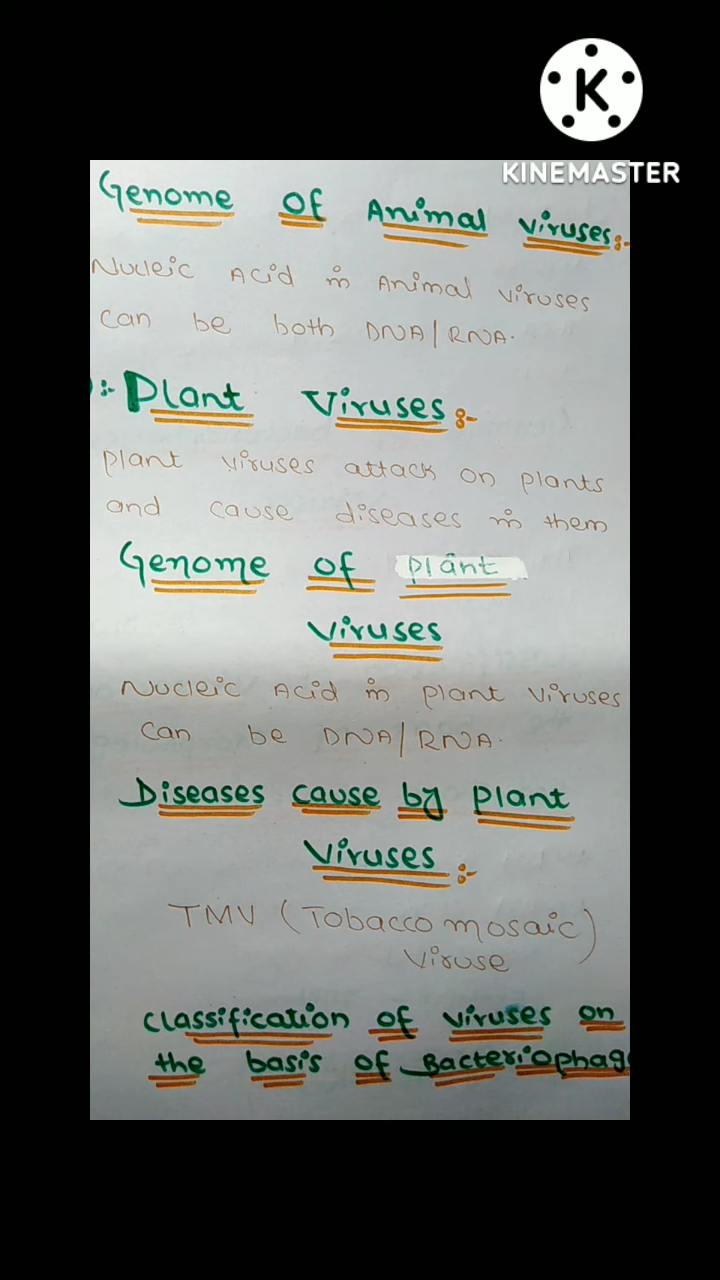 K
KINEMASTER
Genome of Animal viruses:-
Nucleic Acid in Animal viruses
can be both DNA/RNA.
:- Plant Viruses:-
Plant viruses attack on plants
and cause diseases in them
Genome of plant
Viruses
Nucleic Acid in plant viruses
can be DNA/RNA.
Diseases cause by plant
Viruses:-
TMV (Tobacco mosaic)
Viruse
classification of viruses on
the basis of Bacteriophag